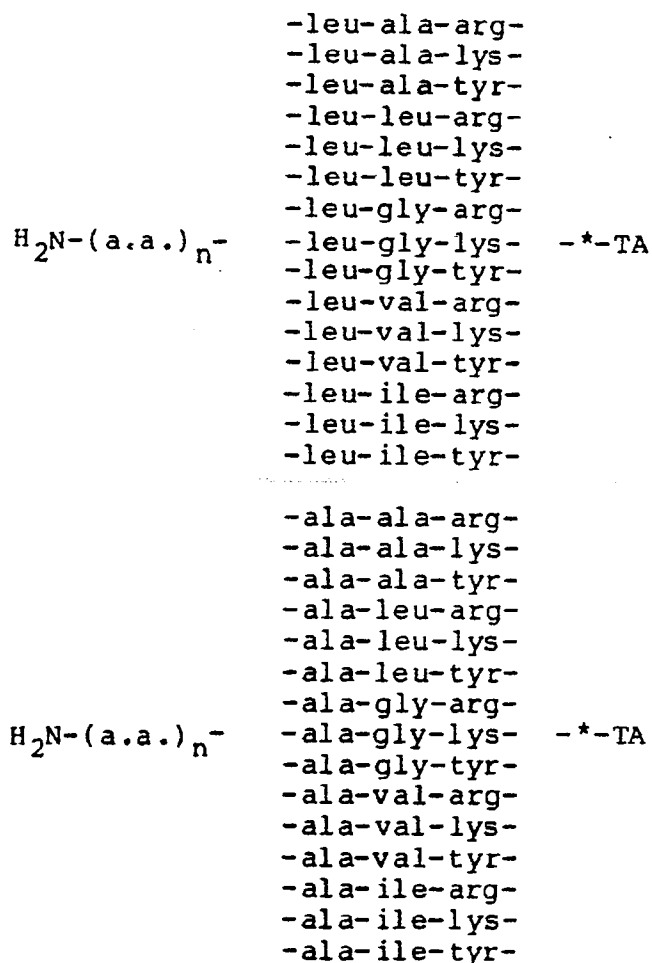 -leu-ala-arg-
-leu-ala-lys-
-leu-ala-tyr-
-leu-leu-arg-
-leu-leu-lys-
-leu-leu-tyr-
-leu-gly-arg-
H₂N-(a.a.)ₙ- -leu-gly-lys- -*-TA
-leu-gly-tyr-
-leu-val-arg-
-leu-val-lys-
-leu-val-tyr-
-leu-ile-arg-
-leu-ile-lys-
-leu-ile-tyr-
-ala-ala-arg-
-ala-ala-lys-
-ala-ala-tyr-
-ala-leu-arg-
-ala-leu-lys-
-ala-leu-tyr-
-ala-gly-arg-
H₂N-(a.a.)ₙ- -ala-gly-lys- -*-TA
-ala-gly-tyr-
-ala-val-arg-
-ala-val-lys-
-ala-val-tyr-
-ala-ile-arg-
-ala-ile-lys-
-ala-ile-tyr-